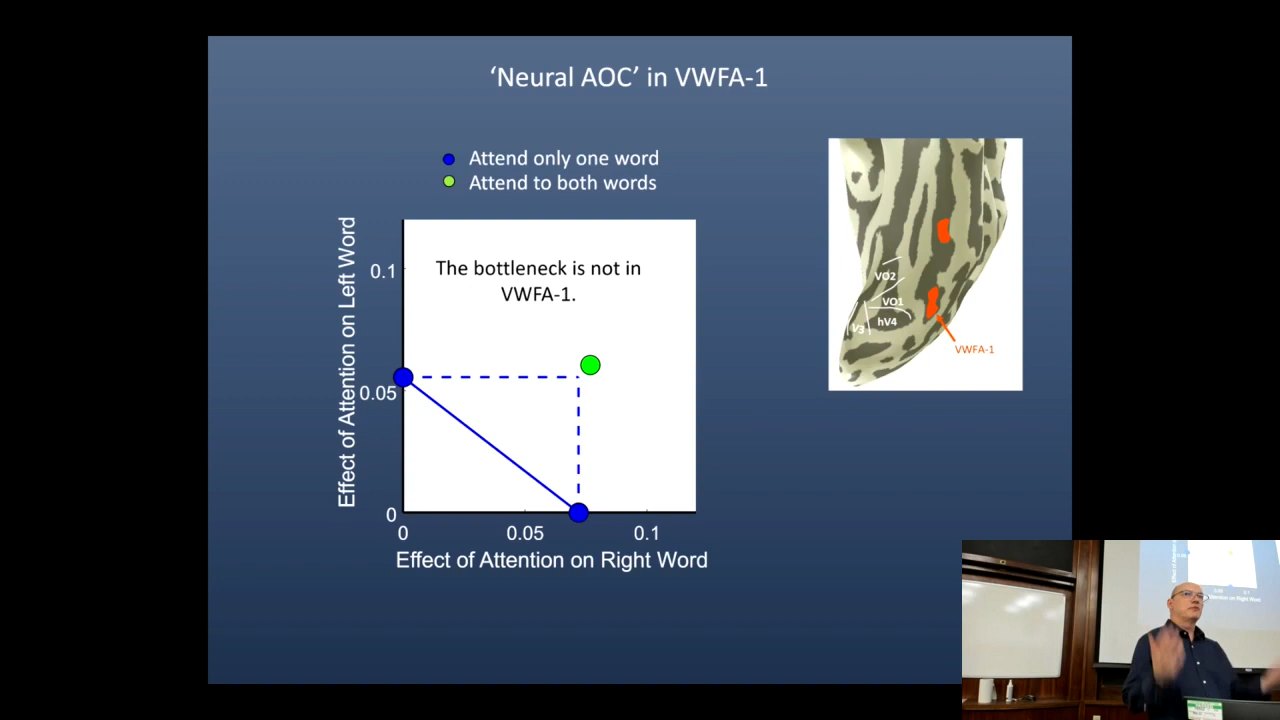 ‘Neural AOC’ in VWFA-1
Attend only one word
Attend to both words
Effect of Attention on Left Word
0.1
0.05
0
The bottleneck is not in
VWFA-1.
0
0.05
0.1
Effect of Attention on Right Word
VO2
VO1
hV4
V3
VWFA-1